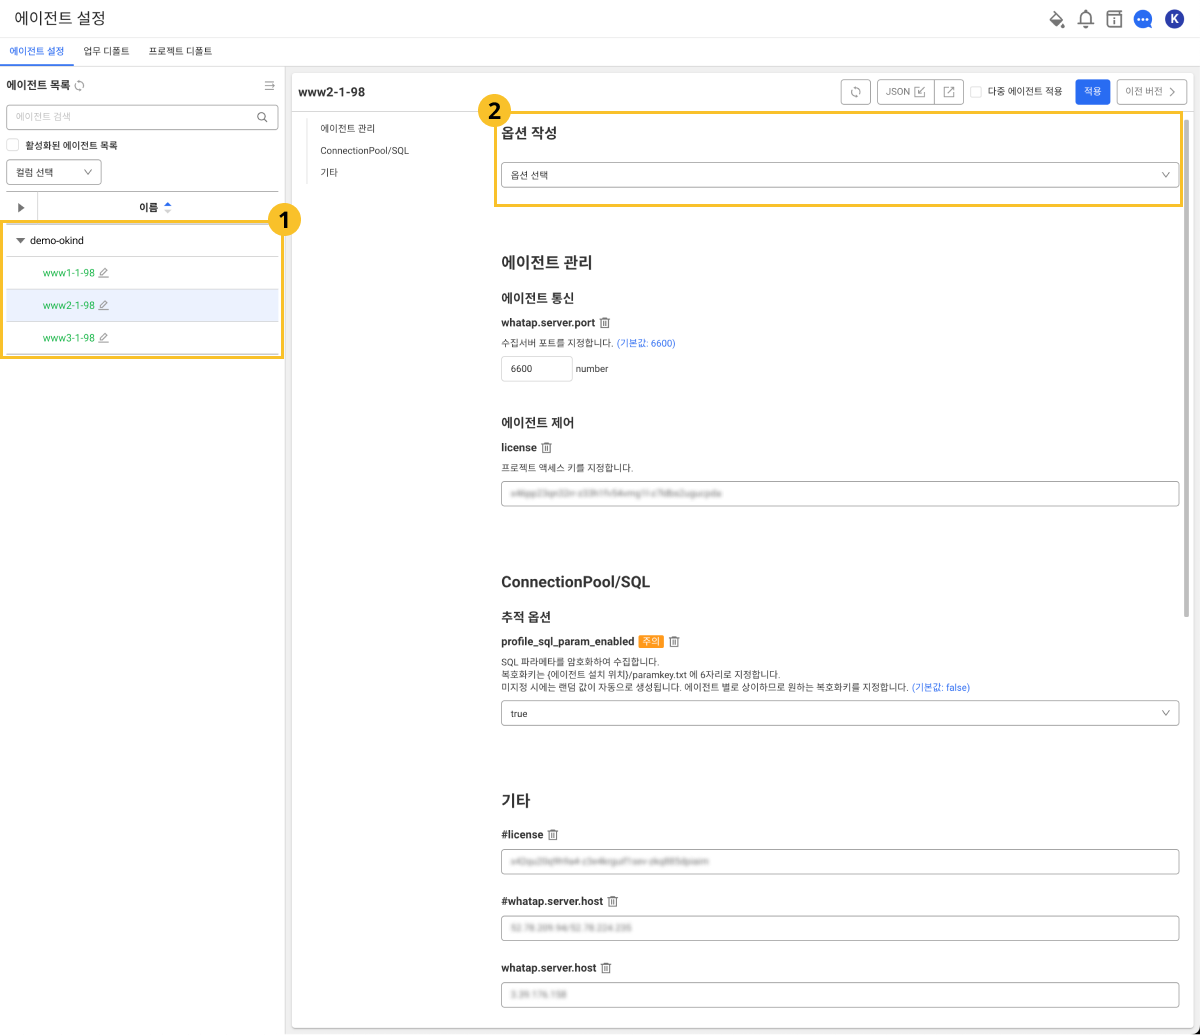 에이전트 설정
K
에이전트 설정 업무 디폴트 프로젝트 디폴트
에이전트 목록
에이전트 검색
활성화된 에이전트 목록
컬럼 선택
이름
1
demo-okind
www1-1-98
www2-1-98
www3-1-98
www2-1-98
JSON
다중 에이전트 적용
적용
이전 버전
에이전트 관리
ConnectionPool/SQL
기타
2
옵션 작성
옵션 선택
에이전트 관리
에이전트 통신
whatap.server.port
수집서버 포트를 지정합니다. (기본값: 6600)
6600 number
에이전트 제어
license
프로젝트 액세스 키를 지정합니다.
ConnectionPool/SQL
추적 옵션
profile_sql_param_enabled 주의
SQL 파라메타를 암호화하여 수집합니다.
복호화키는 {에이전트 설치 위치}/paramkey.txt 에 6자리로 지정합니다.
미지정 시에는 랜덤 값이 자동으로 생성됩니다. 에이전트 별로 상이하므로 원하는 복호화키를 지정합니다. (기본값: false)
true
기타
#license
#whatap.server.host
whatap.server.host